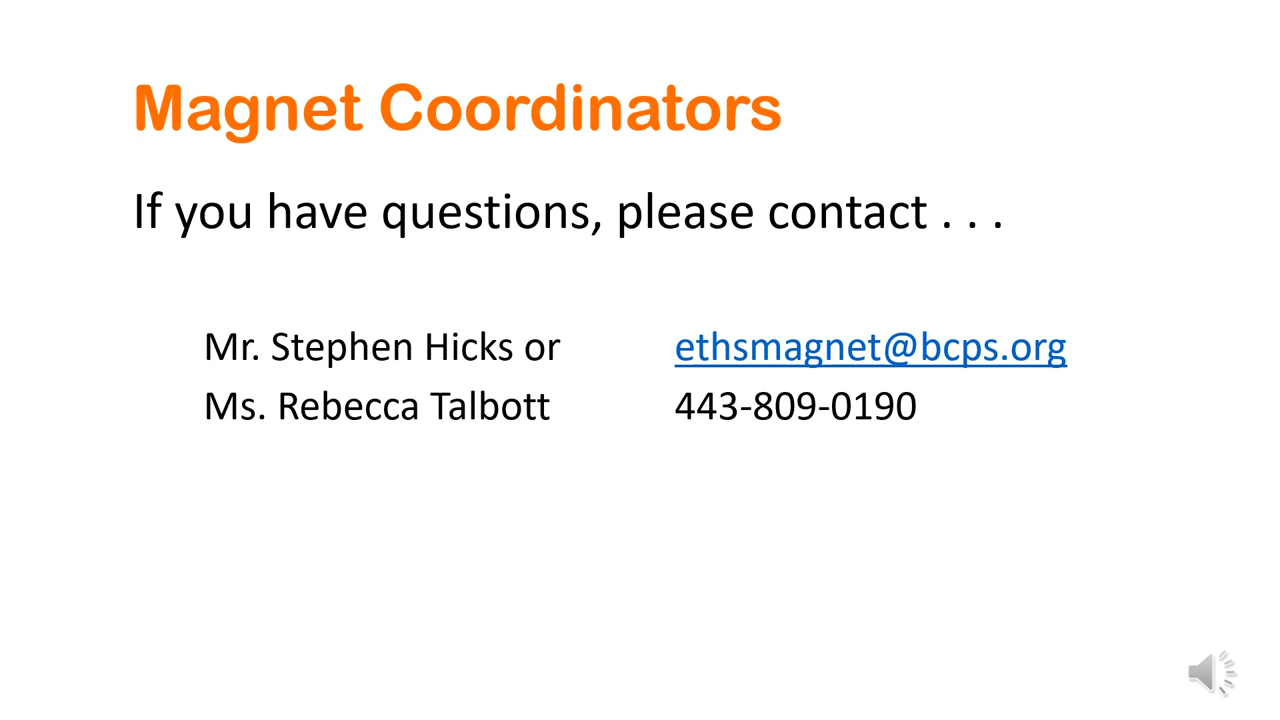 Magnet Coordinators
If you have questions, please contact . . .
Mr. Stephen Hicks or ethsmagnet@bcps.org
Ms. Rebecca Talbott 443-809-0190